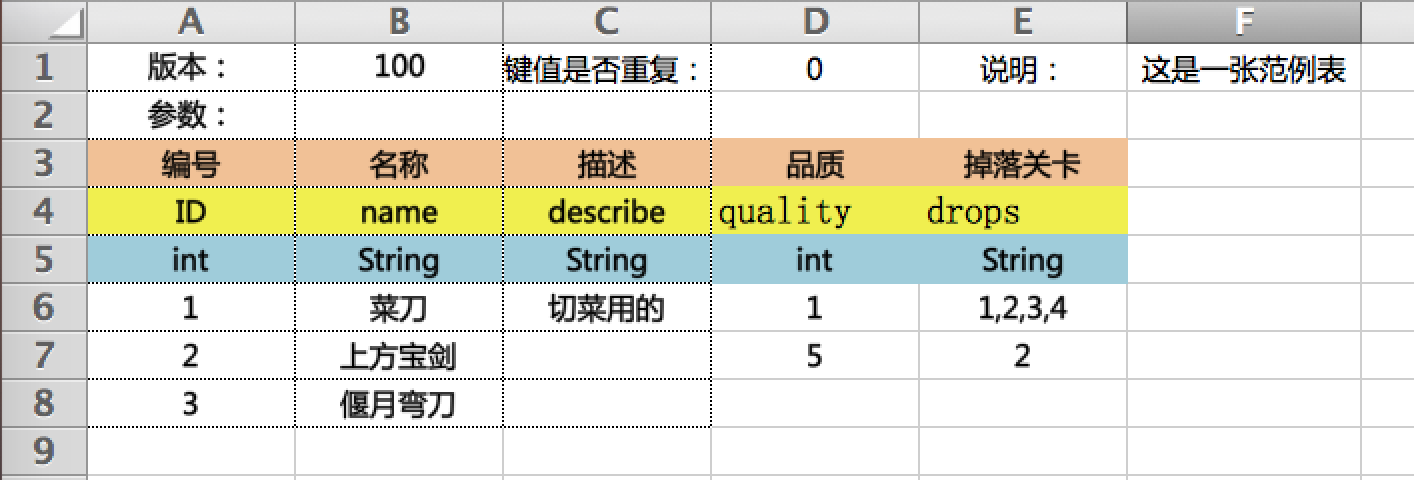 A B C D E F
1 版本： 100 键值是否重复： 0 说明： 这是一张范例表
2 参数：
3 编号 名称 描述 品质 掉落关卡
4 ID name describe quality drops
5 int String String int String
6 1 菜刀 切菜用的 1 1,2,3,4
7 2 上方宝剑 5 2
8 3 偃月弯刀
9